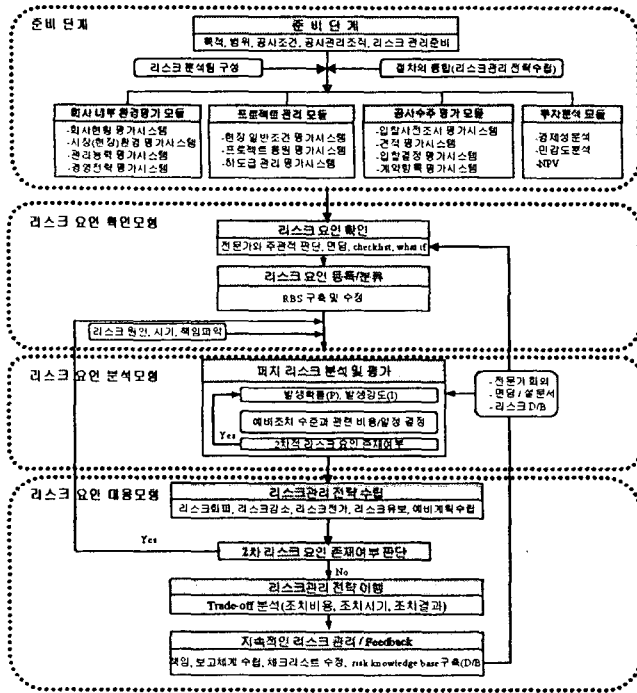 준비 단계
준 비 단 계
목적, 범위, 공사조건, 공사관리조직, 리스크 관리준비
리스크 분석팀 구성
절차의 통합(리스크관리 전략수립)
회사 내부 환경평가 모듈
-회사현황 평가시스템
-시장(현장)환경 평가시스템
-관리능력 평가시스템
-경영전략 평가시스템
프로젝트 관리 모듈
-현장 일반조건 평가시스템
-프로젝트 동원 평가시스템
-하도급 관리 평가시스템
공사수주 평가 모듈
-입찰사전조사 평가시스템
-견적 평가시스템
-입찰결정 평가시스템
-계약항목 평가시스템
투자분석 모듈
-경제성분석
-민감도분석
-NPV
리스크 요인 확인모형
리스크 요인 확인
전문가의 주관적 판단, 면담, checklist, what if
리스크 요인 등록/분류
RBS 구축 및 수정
리스크 원인, 시기, 책임파악
리스크 요인 분석모형
퍼지 리스크 분석 및 평가
발생확률(P), 발생강도(I)
예비조치 수준과 관련 비용/일정 결정
Yes
2차적 리스크 요인 존재여부
-전문가 회의
-면담 / 설문서
-리스크 D/B
리스크 요인 대응모형
리스크관리 전략 수립
리스크회피, 리스크감소, 리스크전가, 리스크유보, 예비계획수립
Yes
2차 리스크 요인 존재여부 판단
No
리스크관리 전략 이행
Trade-off 분석(조치비용, 조치시기, 조치결과)
지속적인 리스크 관리 / Feedback
책임, 보고체계 수립, 체크리스트 수정, risk knowledge base 구축(D/B